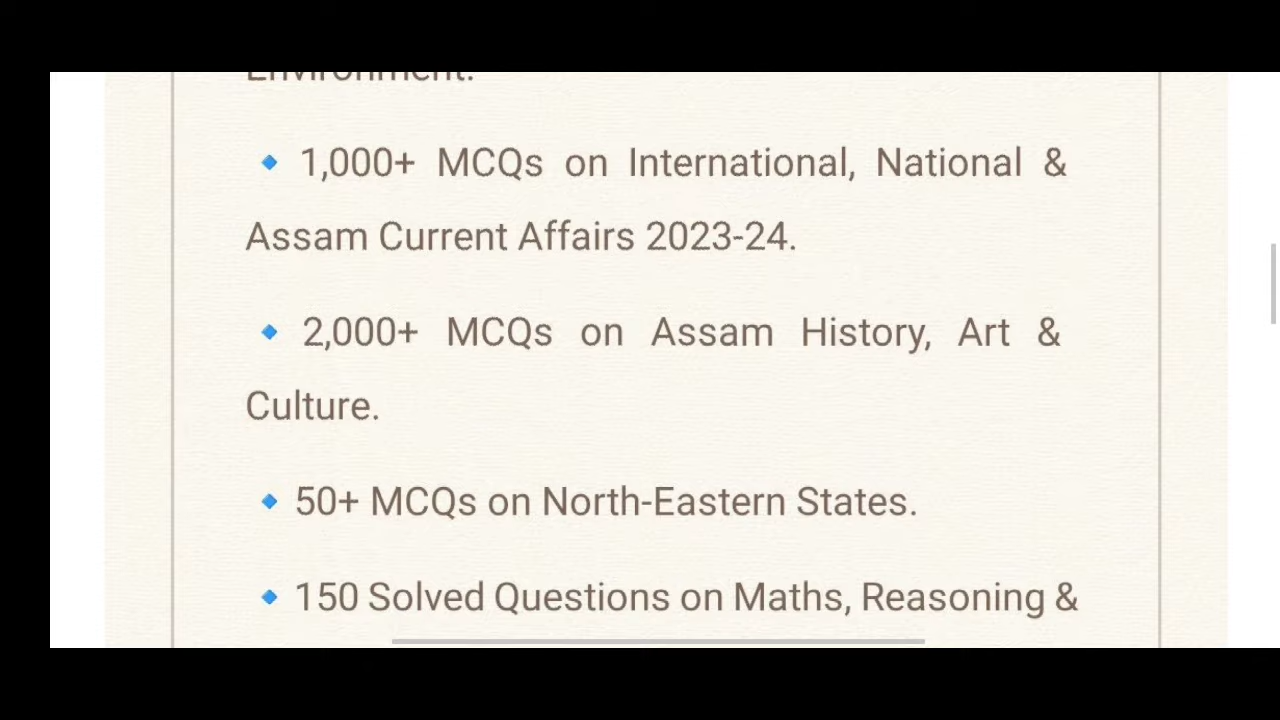 Environment.
🔹 1,000+ MCQs on International, National &
Assam Current Affairs 2023-24.
🔹 2,000+ MCQs on Assam History, Art &
Culture.
🔹 50+ MCQs on North-Eastern States.
🔹 150 Solved Questions on Maths, Reasoning &